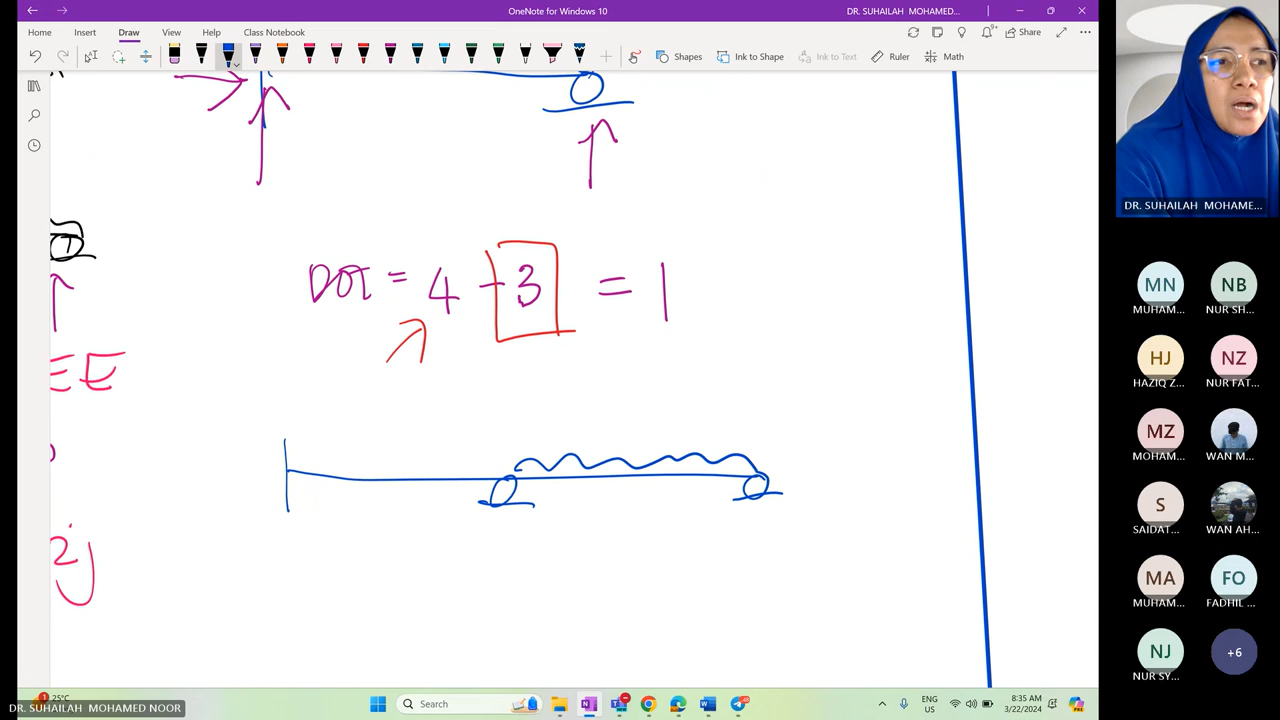 OneNote for Windows 10
DR. SUHAILAH MOHAMED...
Home Insert Draw View Help Class Notebook
Share
Shapes Ink to Shape Ink to Text Ruler Math
DOI = 4 - 3 = 1
EE
2j
DR. SUHAILAH MOHAME...
MN NB
MUHAM... NUR SH...
HJ NZ
HAZIQ Z... NUR FAT...
MZ
MOHAM... WAN M...
S
SAIDAT... WAN AH...
MA FO
MUHAM... FADHIL ...
NJ +6
NUR SY...
25°C
DR. SUHAILAH MOHAMED NOOR
Search
ENG
US
8:35 AM
3/22/2024